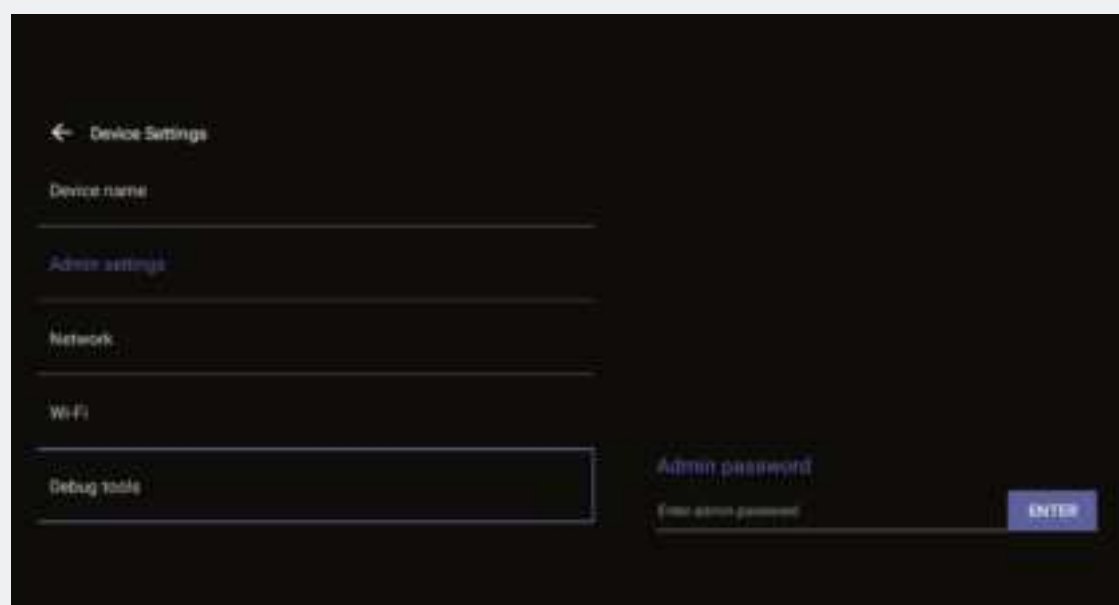 Device Settings
Device name
Admin settings
Network
Wi-Fi
Debug tools
Admin password
Enter admin password
ENTER